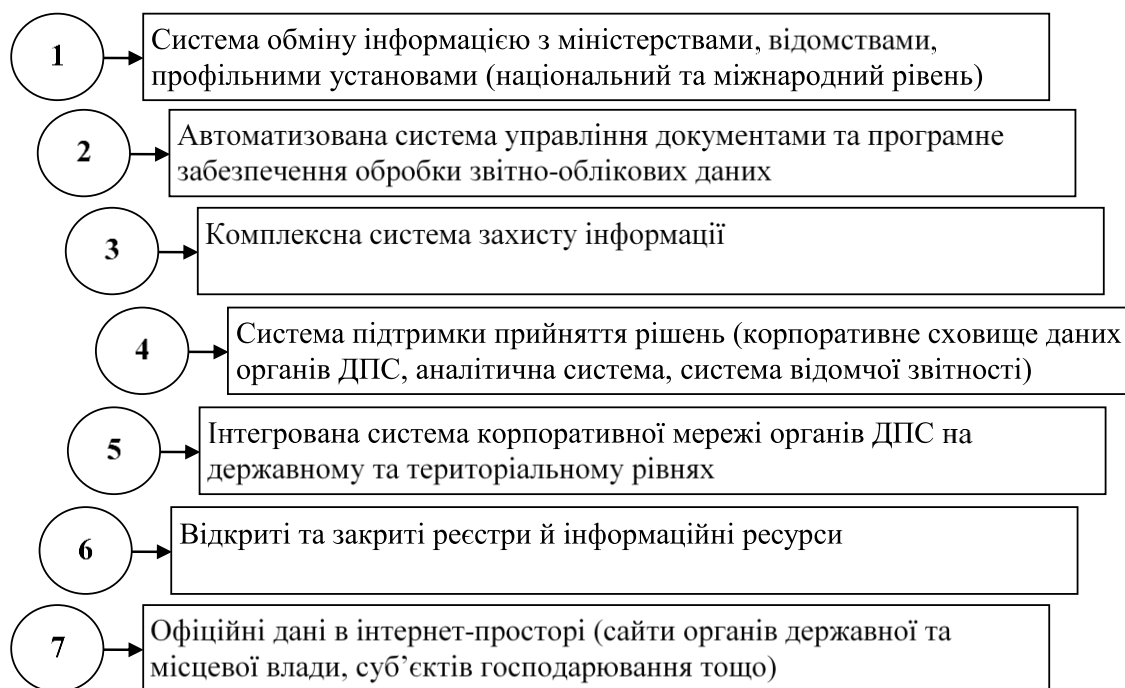 1
Система обміну інформацією з міністерствами, відомствами,
профільними установами (національний та міжнародний рівень)
2
Автоматизована система управління документами та програмне
забезпечення обробки звітно-облікових даних
3
Комплексна система захисту інформації
4
Система підтримки прийняття рішень (корпоративне сховище даних
органів ДПС, аналітична система, система відомчої звітності)
5
Інтегрована система корпоративної мережі органів ДПС на
державному та територіальному рівнях
6
Відкриті та закриті реєстри й інформаційні ресурси
7
Офіційні дані в інтернет-просторі (сайти органів державної та
місцевої влади, суб’єктів господарювання тощо)